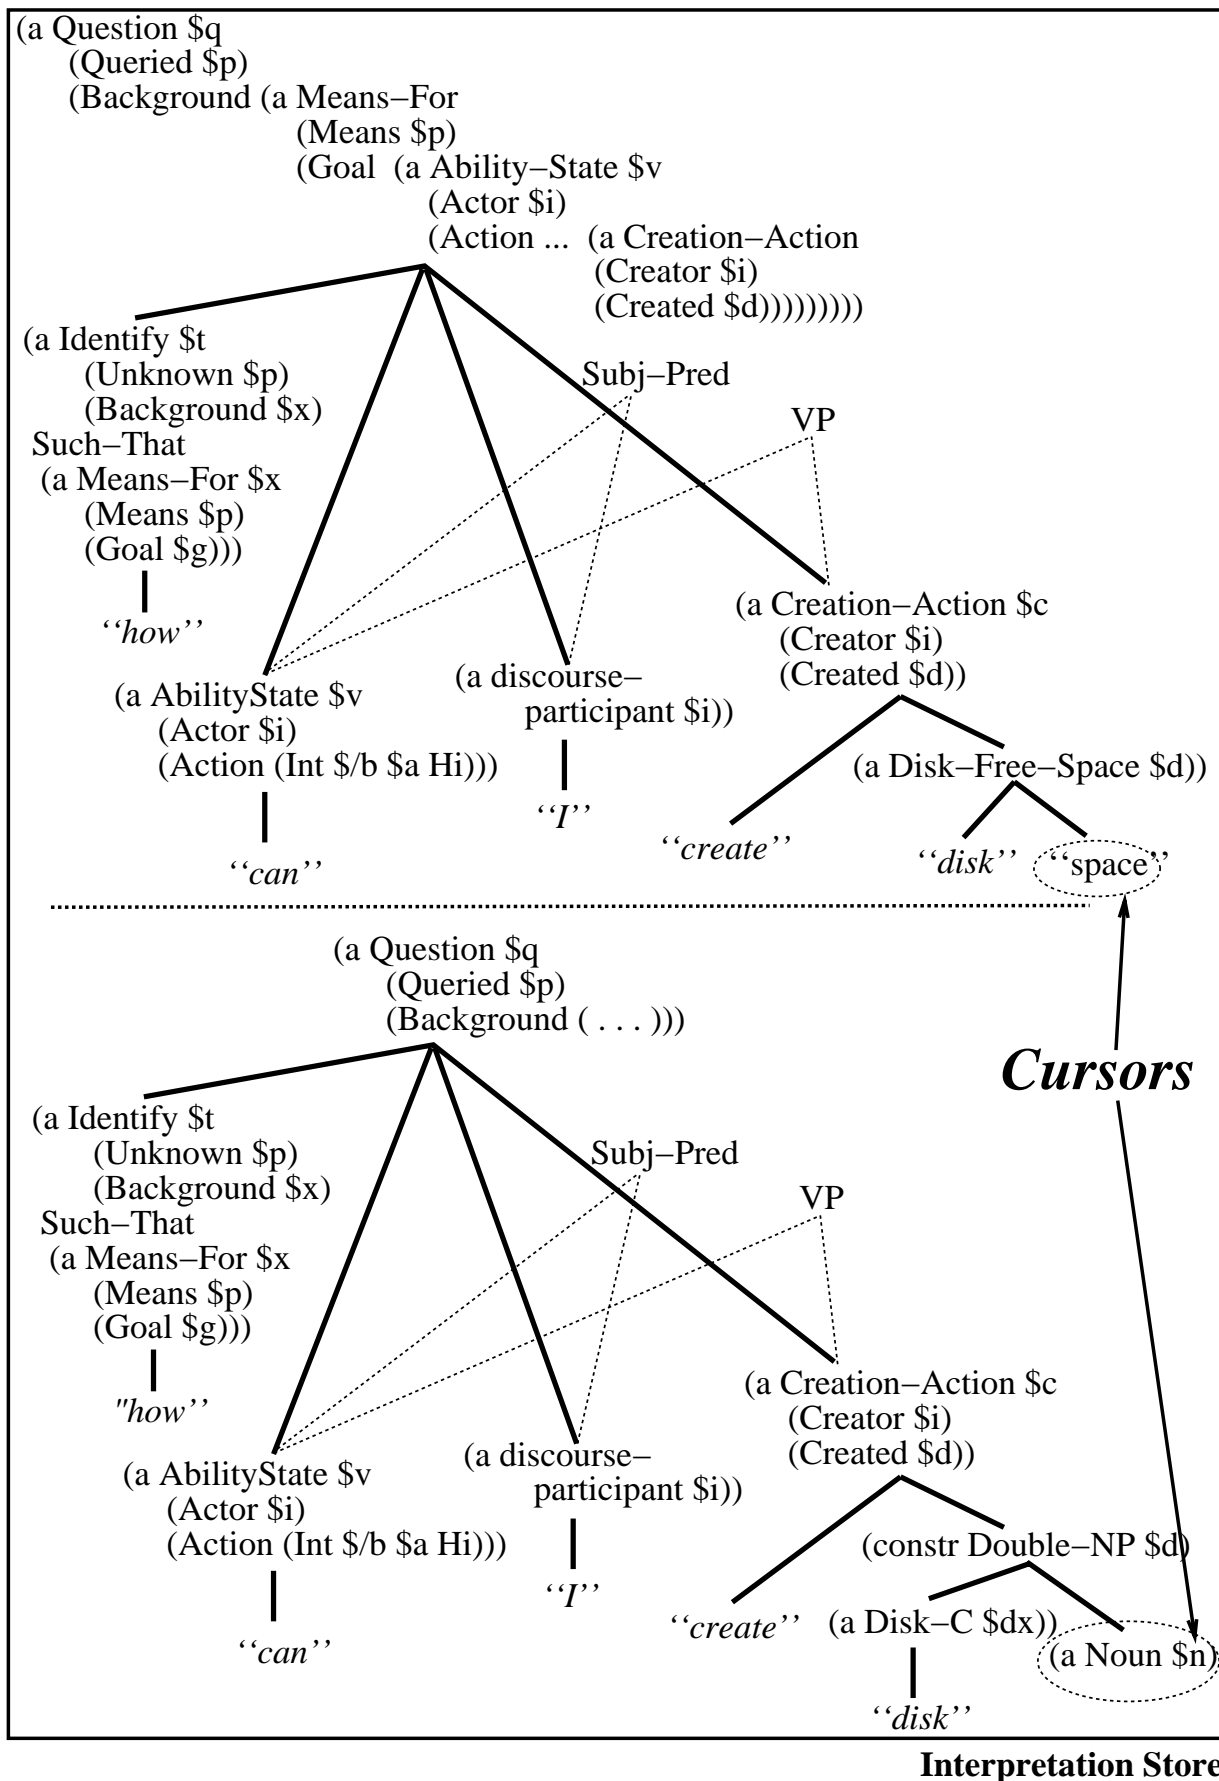 (a Question $q
(Queried $p)
(Background (a Means–For
(Means $p)
(Goal (a Ability–State $v
(Actor $i)
(Action ... (a Creation–Action
(Creator $i)
(Created $d)))))))))
(a Identify $t
(Unknown $p)
(Background $x)
Such–That
(a Means–For $x
(Means $p)
(Goal $g)))
‘‘how’’
Subj–Pred
VP
(a AbilityState $v
(Actor $i)
(Action (Int $/b $a Hi)))
‘‘can’’
(a discourse–
participant $i))
‘‘I’’
(a Creation–Action $c
(Creator $i)
(Created $d))
‘‘create’’
(a Disk–Free–Space $d))
‘‘disk’’
‘‘space’’
(a Question $q
(Queried $p)
(Background ( . . . )))
Cursors
(a Identify $t
(Unknown $p)
(Background $x)
Such–That
(a Means–For $x
(Means $p)
(Goal $g)))
"how’’
Subj–Pred
VP
(a AbilityState $v
(Actor $i)
(Action (Int $/b $a Hi)))
‘‘can’’
(a discourse–
participant $i))
‘‘I’’
(a Creation–Action $c
(Creator $i)
(Created $d))
‘‘create’’
(constr Double–NP $d)
(a Disk–C $dx))
‘‘disk’’
(a Noun $n)
Interpretation Store